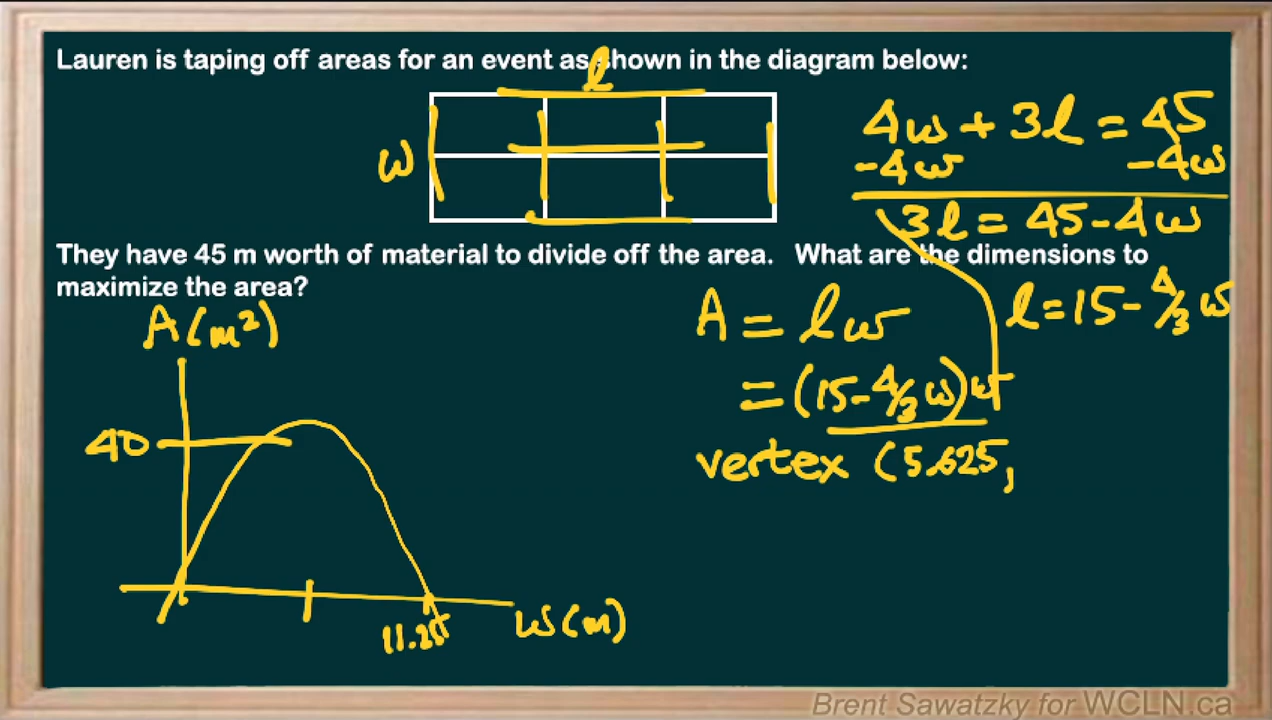 Lauren is taping off areas for an event as shown in the diagram below:
l
w
4w + 3l = 45
-4w -4w
3l = 45 - 4w
They have 45 m worth of material to divide off the area. What are the dimensions to
maximize the area?
l = 15 - 4/3 w
A = lw
= (15 - 4/3 w) w
vertex (5.625,
A (m²)
40
11.25
w (m)
Brent Sawatzky for WCLN.ca